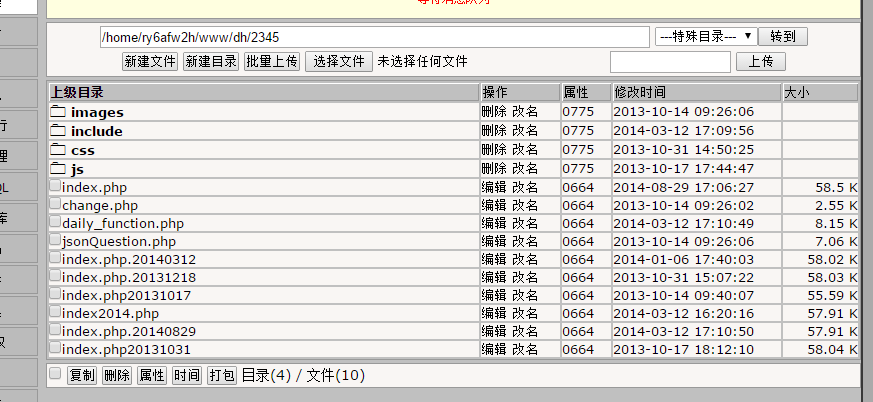 /home/ry6afw2h/www/dh/2345 ---特殊目录--- 转到
新建文件 新建目录 批量上传 选择文件 未选择任何文件 上传
上级目录 操作 属性 修改时间 大小
images 删除 改名 0775 2013-10-14 09:26:06
include 删除 改名 0775 2014-03-12 17:09:56
css 删除 改名 0775 2013-10-31 14:50:25
js 删除 改名 0775 2013-10-17 17:44:47
index.php 编辑 改名 0664 2014-08-29 17:06:27 58.5 K
change.php 编辑 改名 0664 2013-10-14 09:26:02 2.55 K
daily_function.php 编辑 改名 0664 2014-03-12 17:10:49 8.15 K
jsonQuestion.php 编辑 改名 0664 2013-10-14 09:26:06 7.06 K
index.php.20140312 编辑 改名 0664 2014-01-06 17:40:03 58.02 K
index.php.20131218 编辑 改名 0664 2013-10-31 15:07:22 58.03 K
index.php20131017 编辑 改名 0664 2013-10-14 09:40:07 55.59 K
index2014.php 编辑 改名 0664 2014-03-12 16:20:16 57.91 K
index.php.20140829 编辑 改名 0664 2014-03-12 17:10:50 57.91 K
index.php20131031 编辑 改名 0664 2013-10-17 18:12:10 58.04 K
复制 删除 属性 时间 打包 目录(4) / 文件(10)
行
理
QL
库